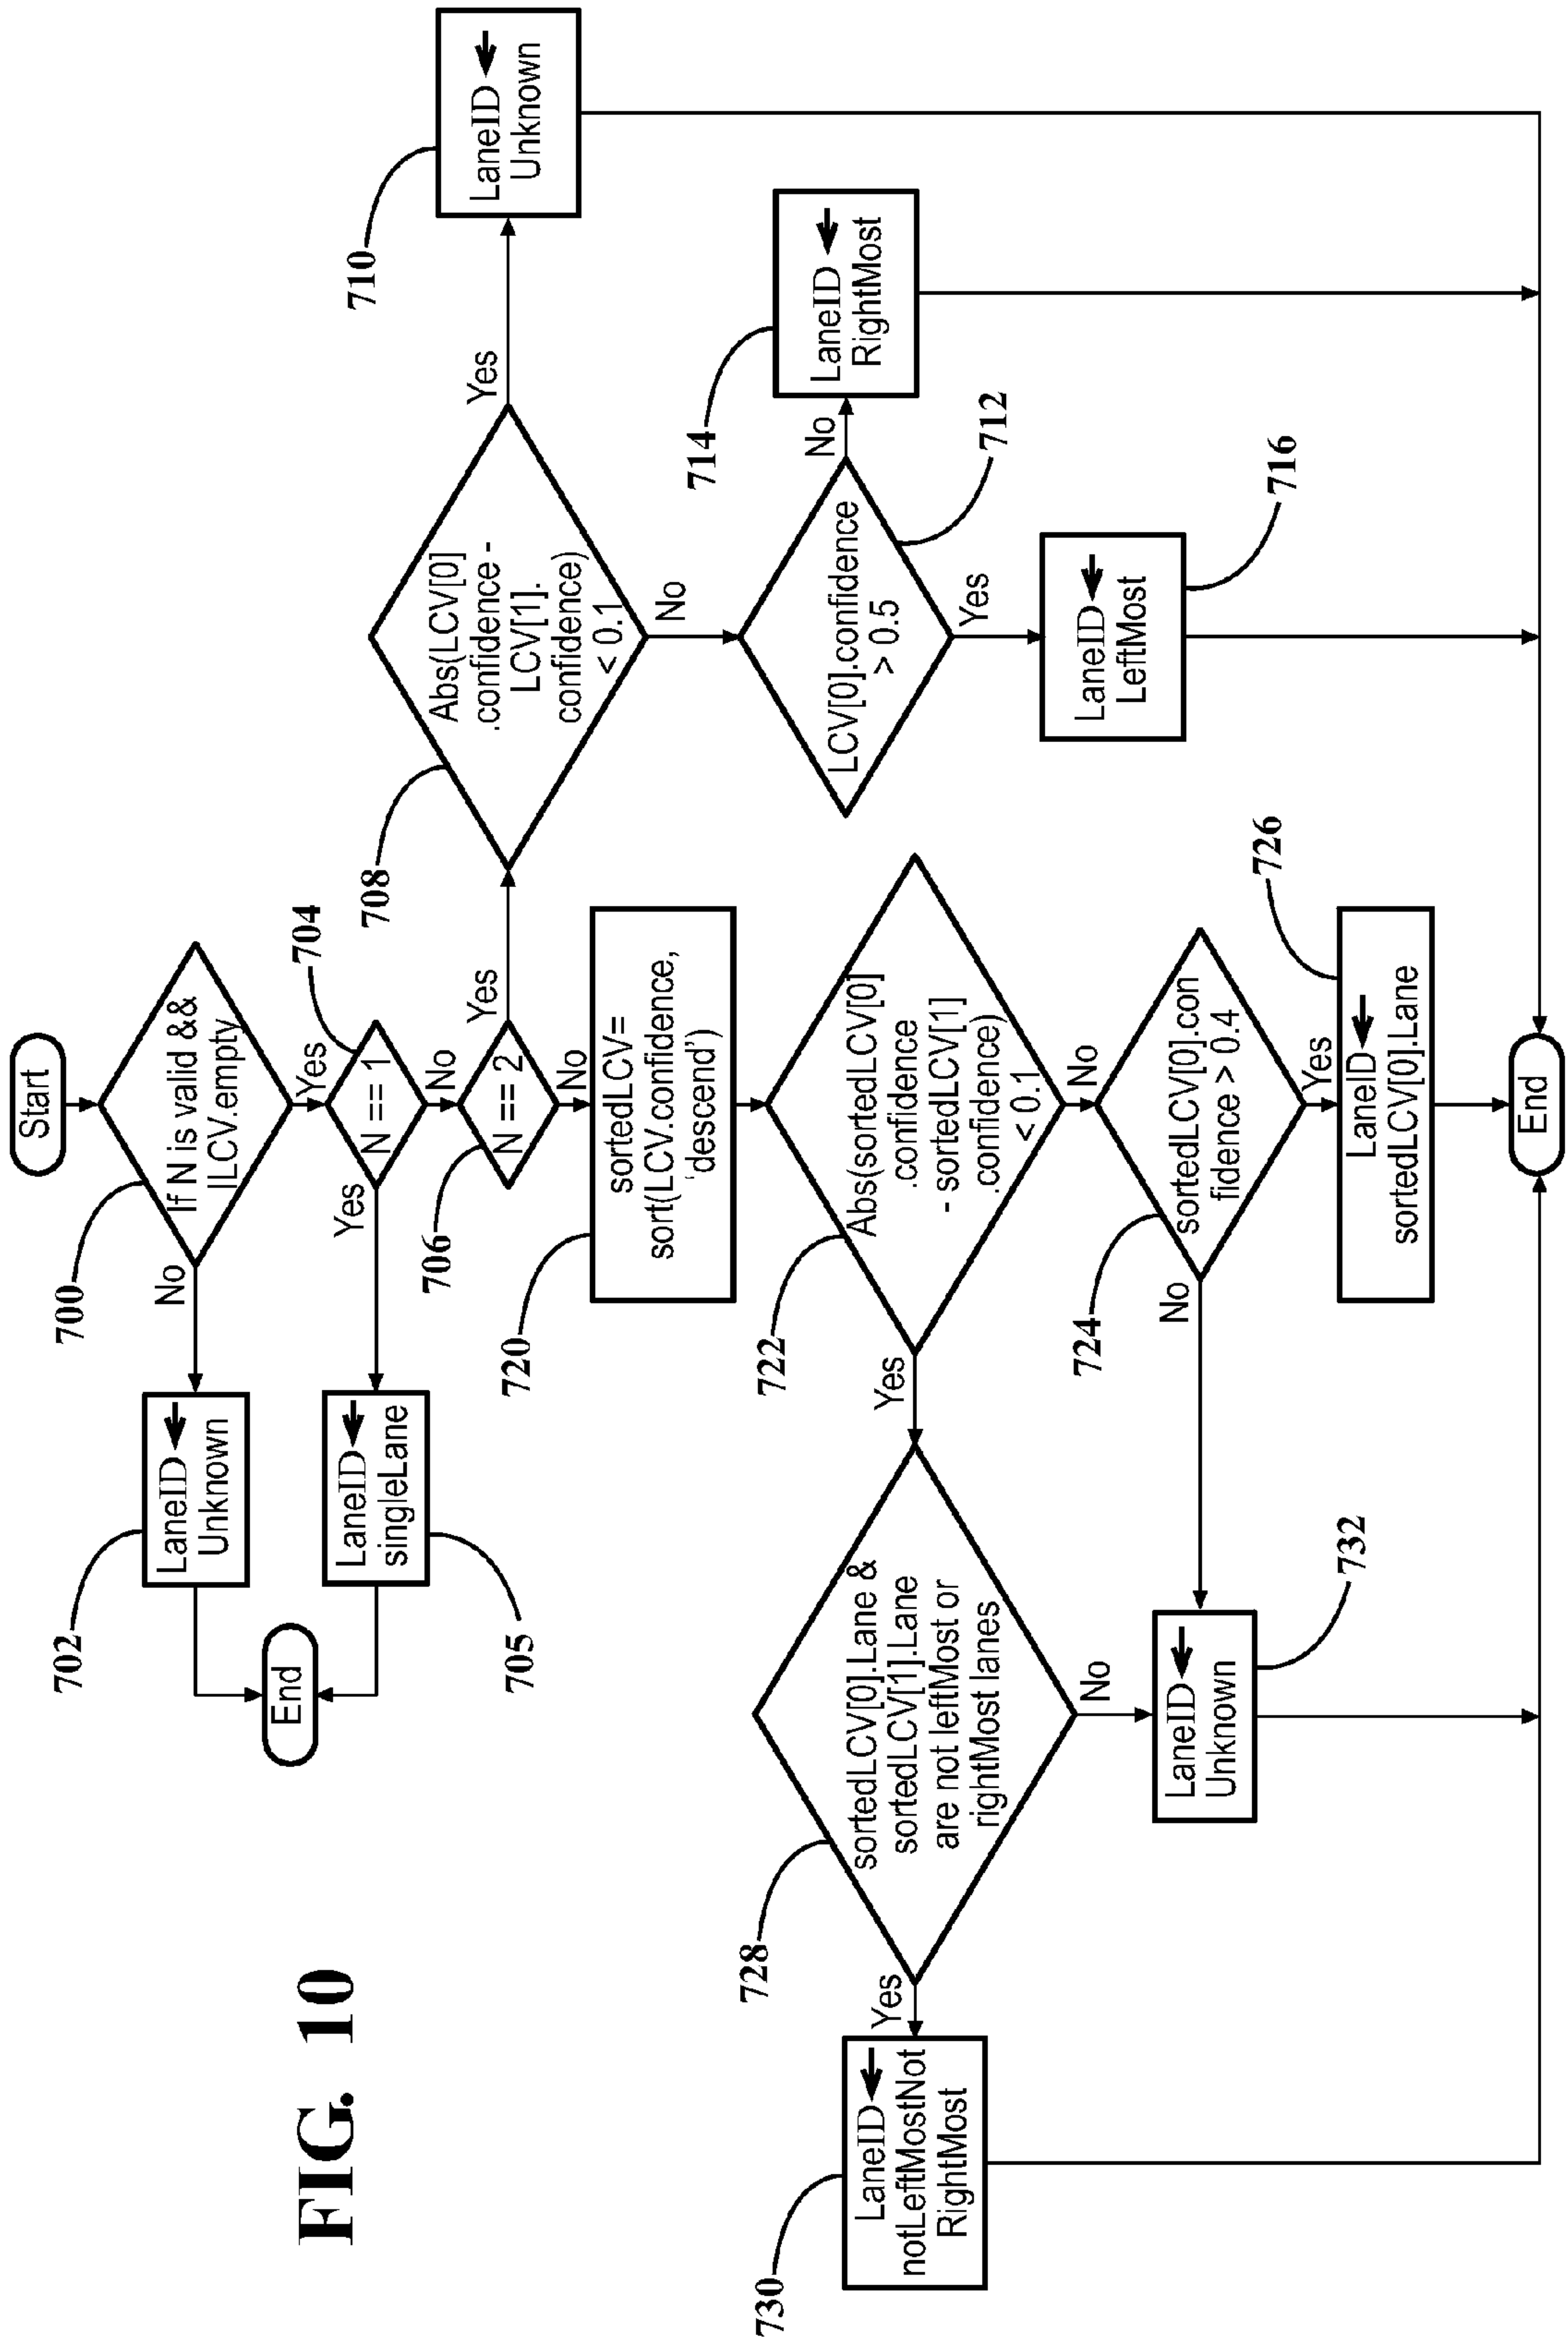 FIG. 10
Start
700
If N is valid &&
!LCV.empty
No
702
LaneID ←
Unknown
Yes
704
N == 1
Yes
LaneID ←
singleLane
705
End
No
706
N == 2
Yes
708
Abs(LCV[0]
.confidence -
LCV[1].
confidence)
< 0.1
Yes
710
LaneID ←
Unknown
No
LCV[0].confidence
> 0.5
712
No
714
LaneID ←
RightMost
Yes
LaneID ←
LeftMost
716
No
720
sortedLCV=
sort(LCV.confidence,
‘descend’)
722
Abs(sortedLCV[0]
.confidence
- sortedLCV[1]
.confidence)
< 0.1
Yes
728
sortedLCV[0].Lane &
sortedLCV[1].Lane
are not leftMost or
rightMost lanes
Yes
730
LaneID ←
notLeftMostNot
RightMost
No
LaneID ←
Unknown
732
No
724
sortedLCV[0].con
fidence > 0.4
No
Yes
726
LaneID ←
sortedLCV[0].Lane
End